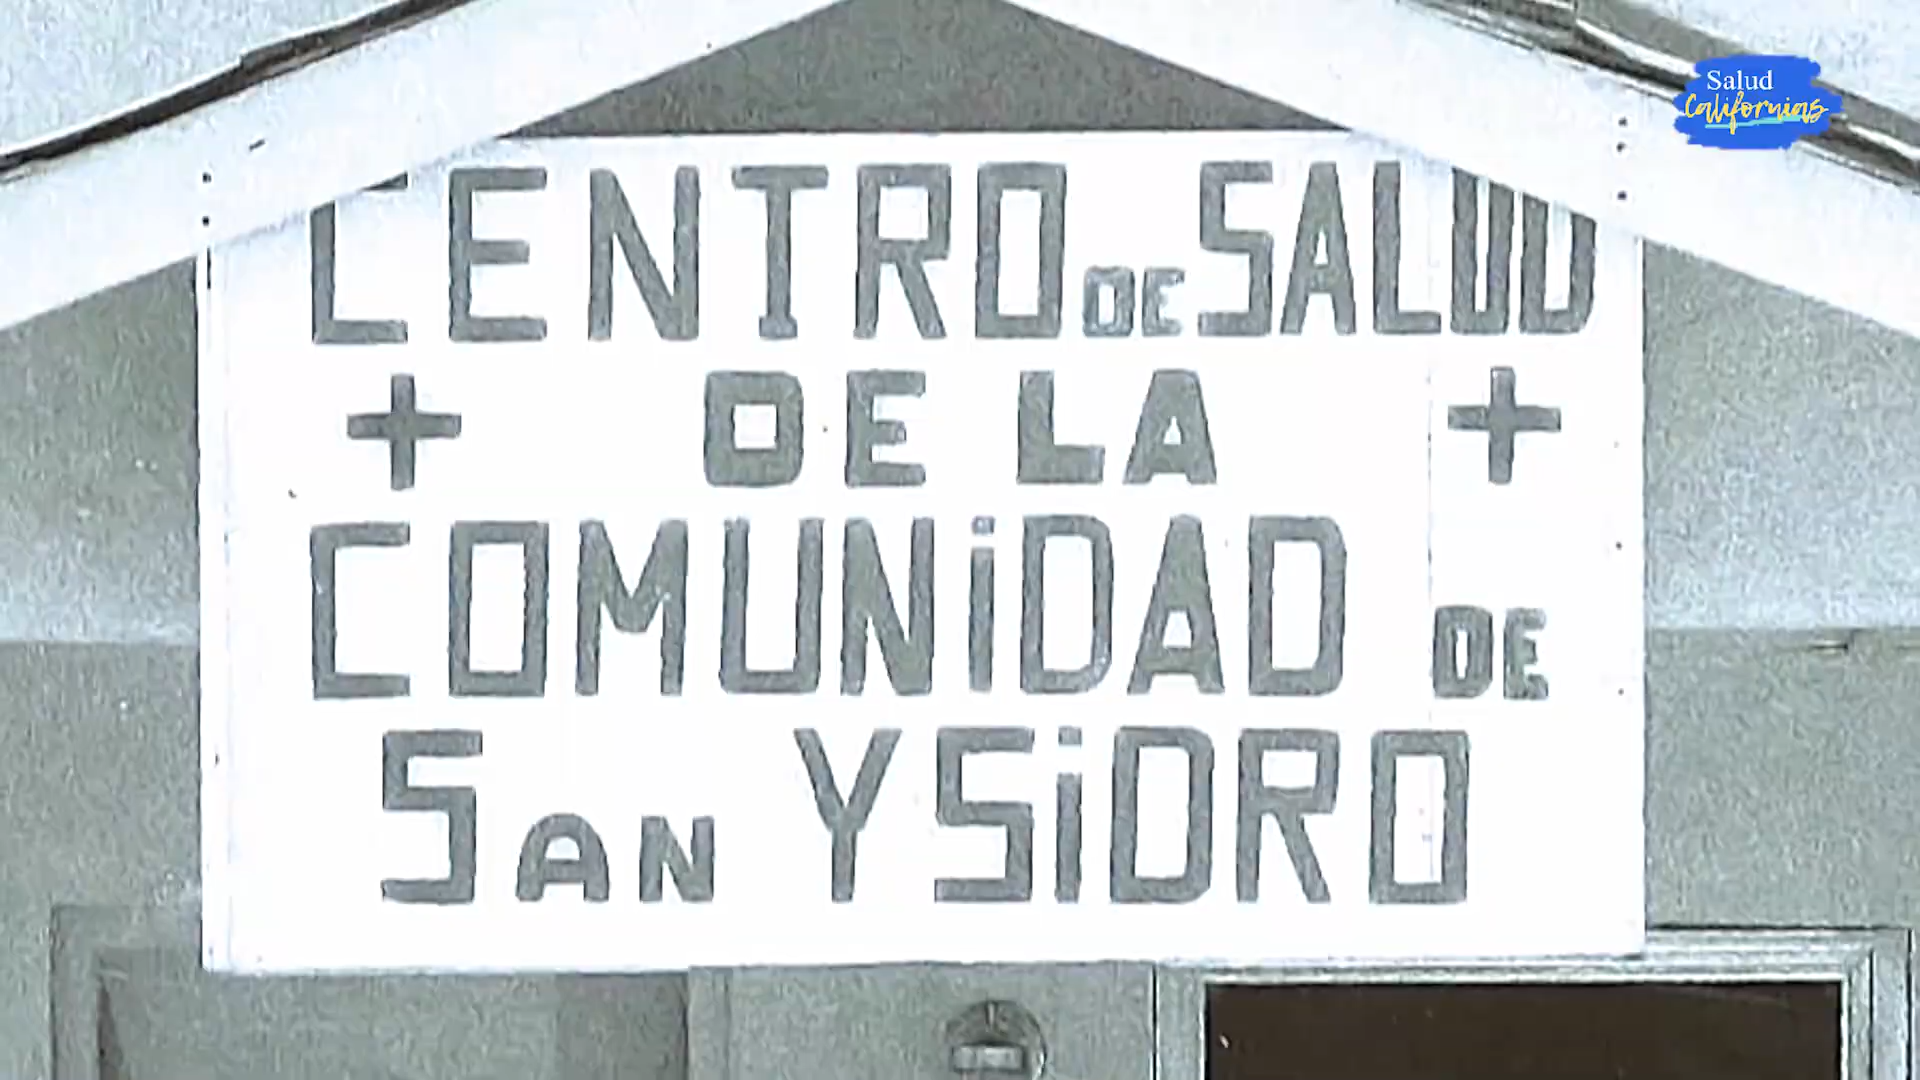 Salud
Californias
CENTRO DE SALUD
+ DE LA +
COMUNiDAD DE
SAN YSiDRO